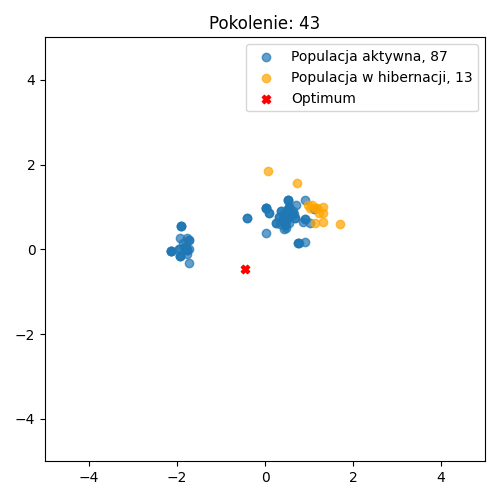 Pokolenie: 43
Populacja aktywna, 87
Populacja w hibernacji, 13
Optimum
4
2
0
−2
−4
−4 −2 0 2 4